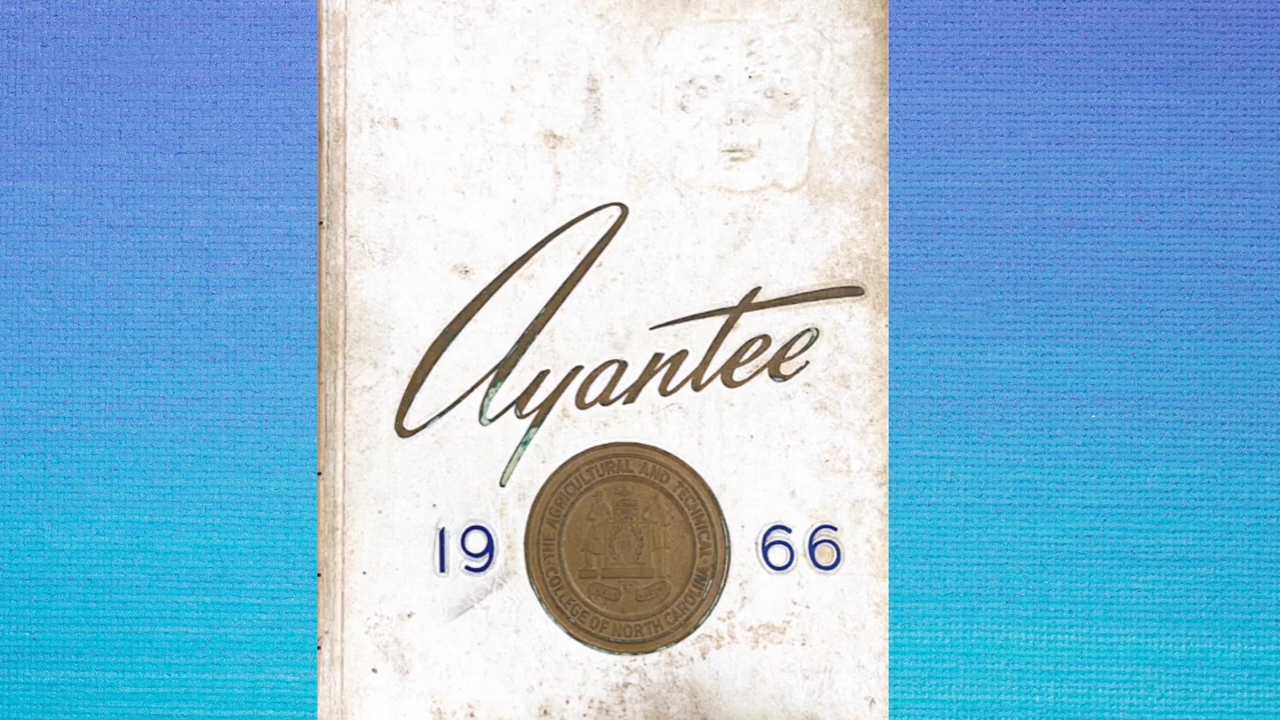 Ayantee
19 66
THE AGRICULTURAL AND TECHNICAL
COLLEGE OF NORTH CAROLINA